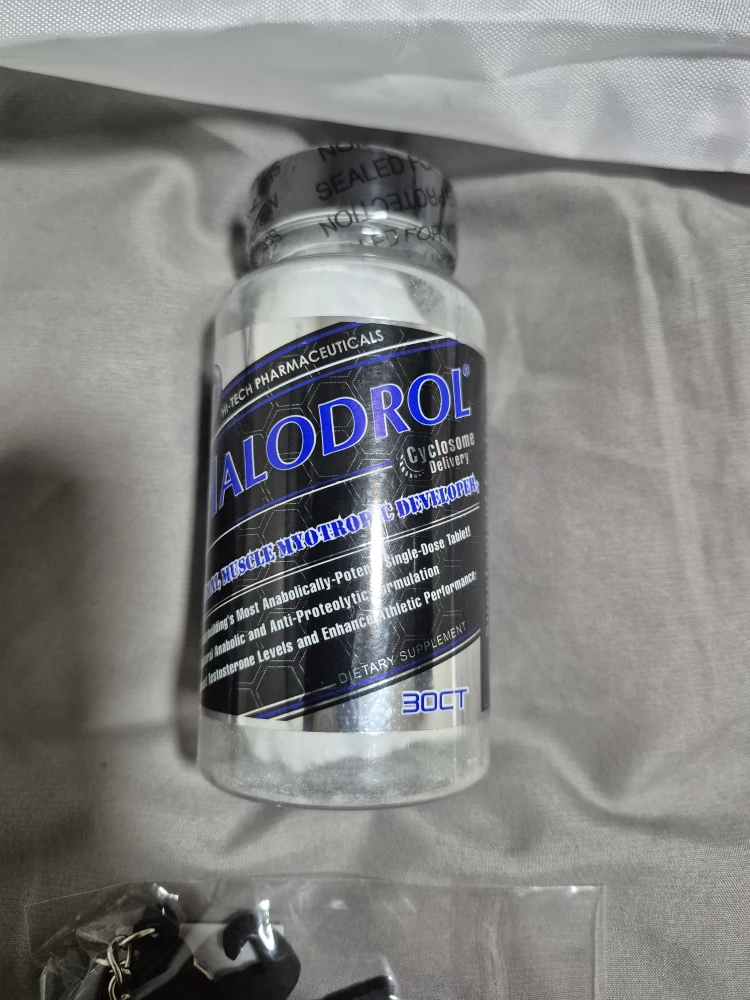 SEALED FO
PROTECTION
HI-TECH PHARMACEUTICALS
HALODROL®
Cyclosome
Delivery
MUSCLE MYOTROPIC DEVELOPER
Most Anabolically-Potent Single-Dose Tablet!
Anabolic and Anti-Proteolytic Formulation
Testosterone Levels and Enhance Athletic Performance
DIETARY SUPPLEMENT
30CT